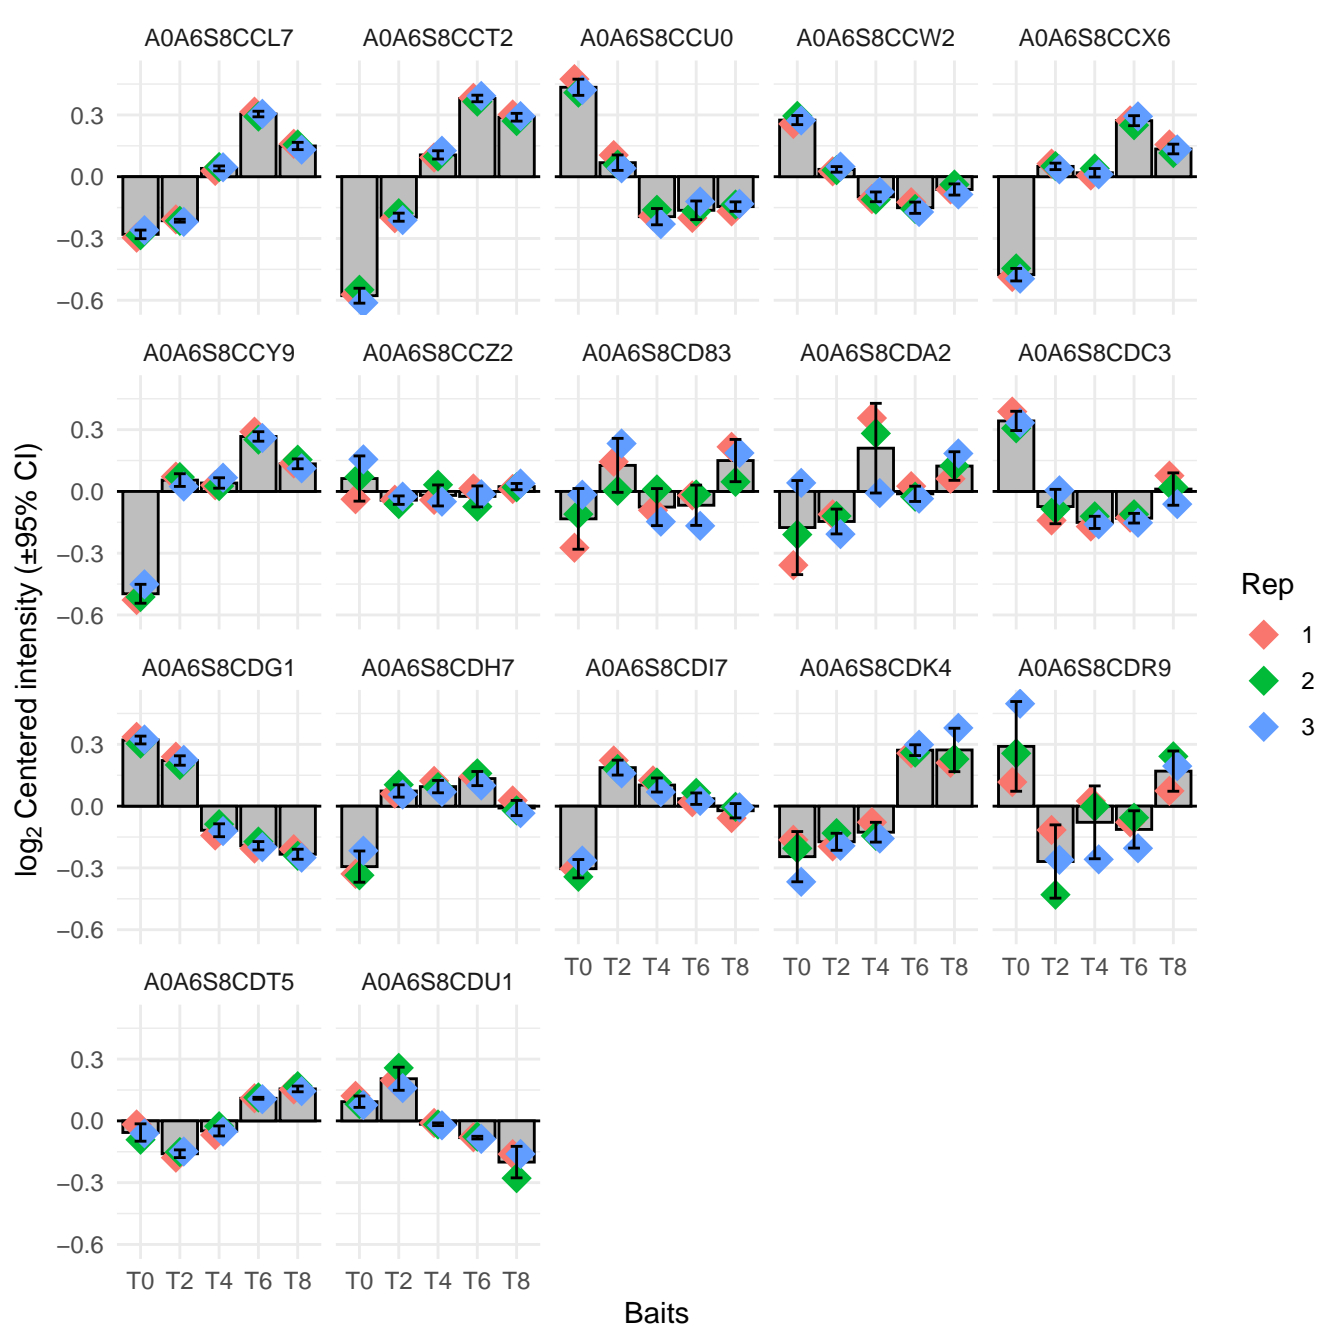 A0A6S8CCL7 A0A6S8CCT2 A0A6S8CCU0 A0A6S8CCW2 A0A6S8CCX6
0.3
0.0
−0.3
−0.6
A0A6S8CCY9 A0A6S8CCZ2 A0A6S8CD83 A0A6S8CDA2 A0A6S8CDC3
0.3
0.0
−0.3
−0.6
A0A6S8CDG1 A0A6S8CDH7 A0A6S8CDI7 A0A6S8CDK4 A0A6S8CDR9
0.3
0.0
−0.3
−0.6
T0 T2 T4 T6 T8 T0 T2 T4 T6 T8 T0 T2 T4 T6 T8
A0A6S8CDT5 A0A6S8CDU1
0.3
0.0
−0.3
−0.6
T0 T2 T4 T6 T8 T0 T2 T4 T6 T8
Baits
log₂ Centered intensity (±95% CI)
Rep
1
2
3